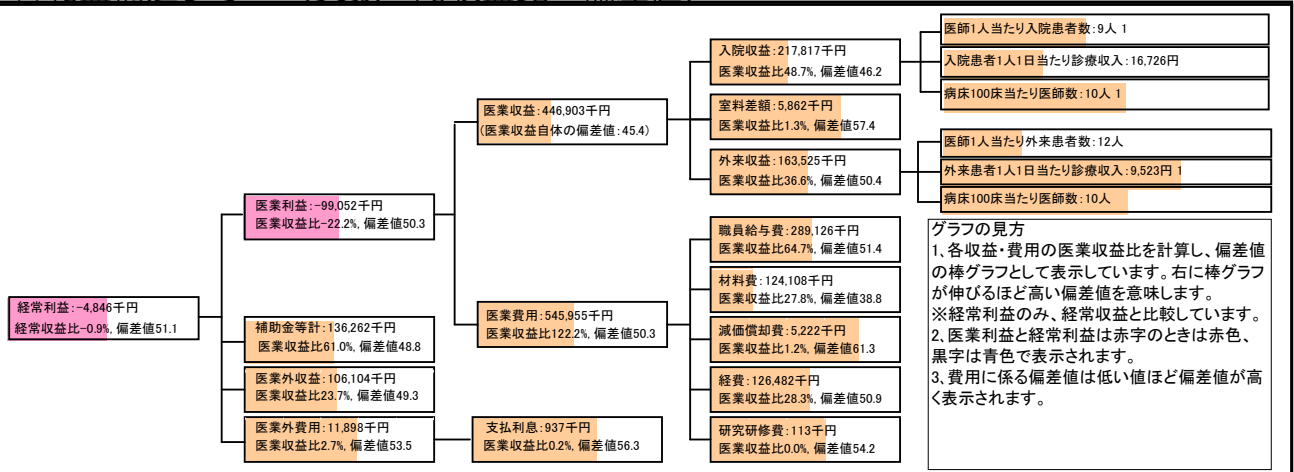 経常利益:-4,846千円
経常収益比-0.9%, 偏差値51.1
医業利益:-99,052千円
医業収益比-22.2%, 偏差値50.3
補助金等計:136,262千円
医業収益比61.0%, 偏差値48.8
医業外収益:106,104千円
医業収益比23.7%, 偏差値49.3
医業外費用:11,898千円
医業収益比2.7%, 偏差値53.5
支払利息:937千円
医業収益比0.2%, 偏差値56.3
医業収益:446,903千円
(医業収益自体の偏差値:45.4)
医業費用:545,955千円
医業収益比122.2%, 偏差値50.3
入院収益:217,817千円
医業収益比48.7%, 偏差値46.2
室料差額:5,862千円
医業収益比1.3%, 偏差値57.4
外来収益:163,525千円
医業収益比36.6%, 偏差値50.4
職員給与費:289,126千円
医業収益比64.7%, 偏差値51.4
材料費:124,108千円
医業収益比27.8%, 偏差値38.8
減価償却費:5,222千円
医業収益比1.2%, 偏差値61.3
経費:126,482千円
医業収益比28.3%, 偏差値50.9
研究研修費:113千円
医業収益比0.0%, 偏差値54.2
医師1人当たり入院患者数:9人 1
入院患者1人1日当たり診療収入:16,726円
病床100床当たり医師数:10人 1
医師1人当たり外来患者数:12人
外来患者1人1日当たり診療収入:9,523円 1
病床100床当たり医師数:10人
グラフの見方
1、各収益・費用の医業収益比を計算し、偏差値
の棒グラフとして表示しています。右に棒グラフ
が伸びるほど高い偏差値を意味します。
※経常利益のみ、経常収益と比較しています。
2、医業利益と経常利益は赤字のときは赤色、
黒字は青色で表示されます。
3、費用に係る偏差値は低い値ほど偏差値が高
く表示されます。